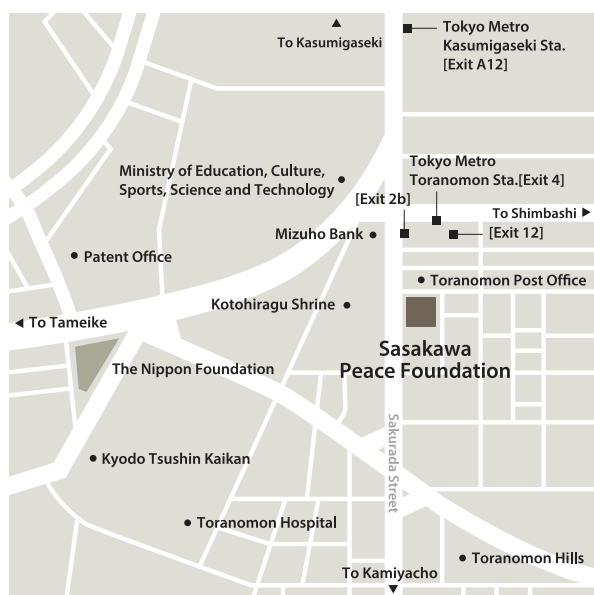 To Kasumigaseki
Tokyo Metro
Kasumigaseki Sta.
[Exit A12]
Ministry of Education, Culture,
Sports, Science and Technology
Tokyo Metro
Toranomon Sta.[Exit 4]
[Exit 2b]
To Shimbashi
Mizuho Bank
[Exit 12]
Patent Office
Toranomon Post Office
Kotohiragu Shrine
To Tameike
Sasakawa
Peace Foundation
The Nippon Foundation
Sakurada Street
Kyodo Tsushin Kaikan
Toranomon Hospital
Toranomon Hills
To Kamiyacho